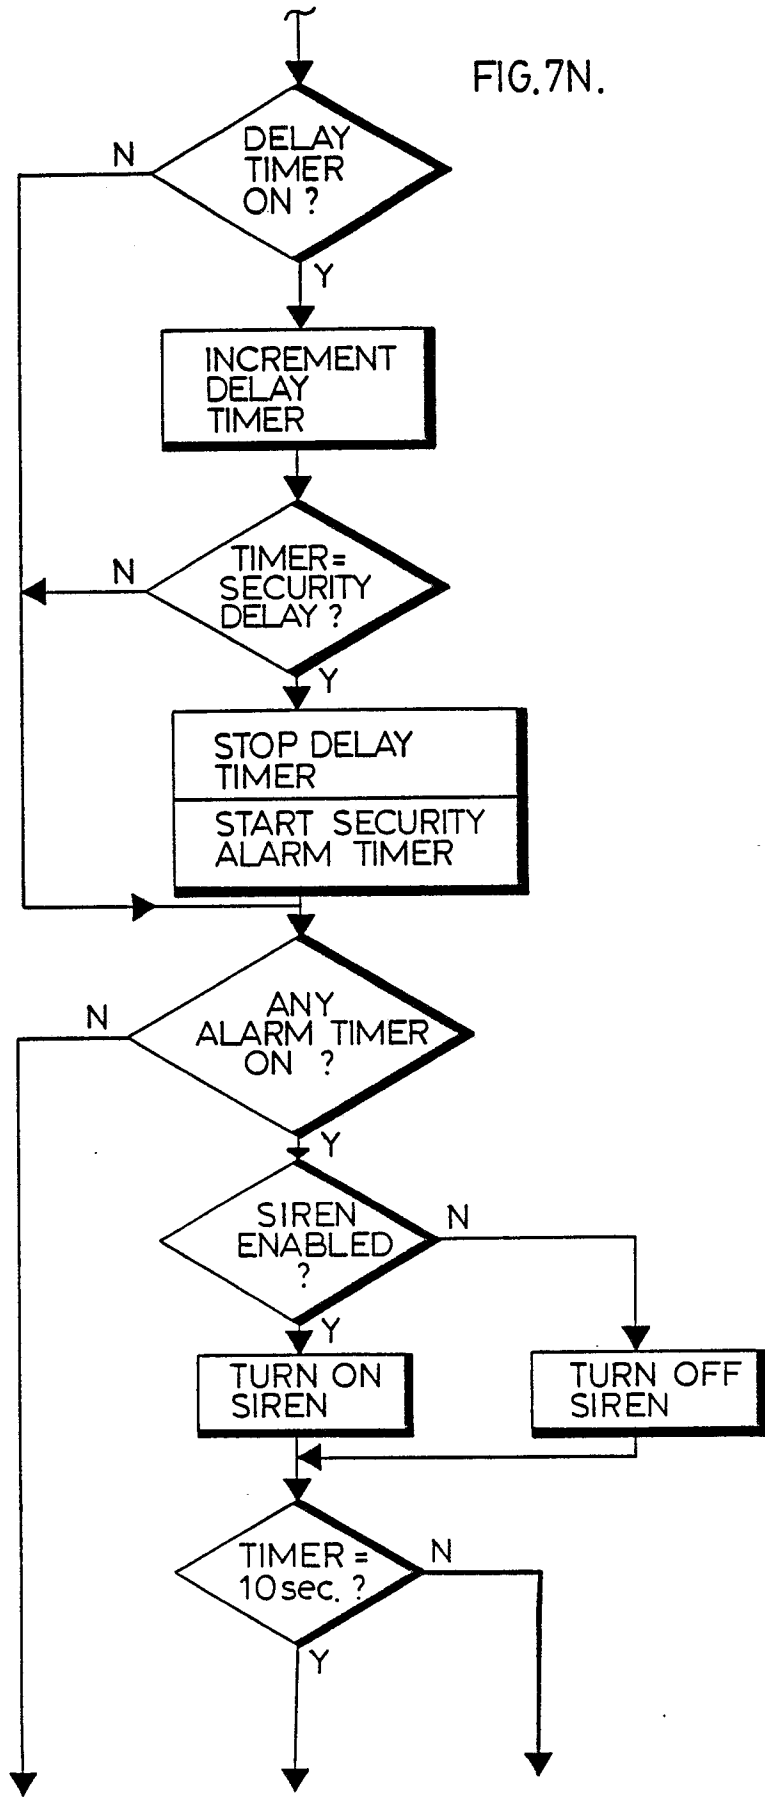 FIG.7N.
DELAY
TIMER
ON ?
N
Y
INCREMENT
DELAY
TIMER
TIMER=
SECURITY
DELAY ?
N
Y
STOP DELAY
TIMER
START SECURITY
ALARM TIMER
ANY
ALARM TIMER
ON ?
N
Y
SIREN
ENABLED
?
N
Y
TURN ON
SIREN
TURN OFF
SIREN
TIMER =
10sec. ?
N
Y